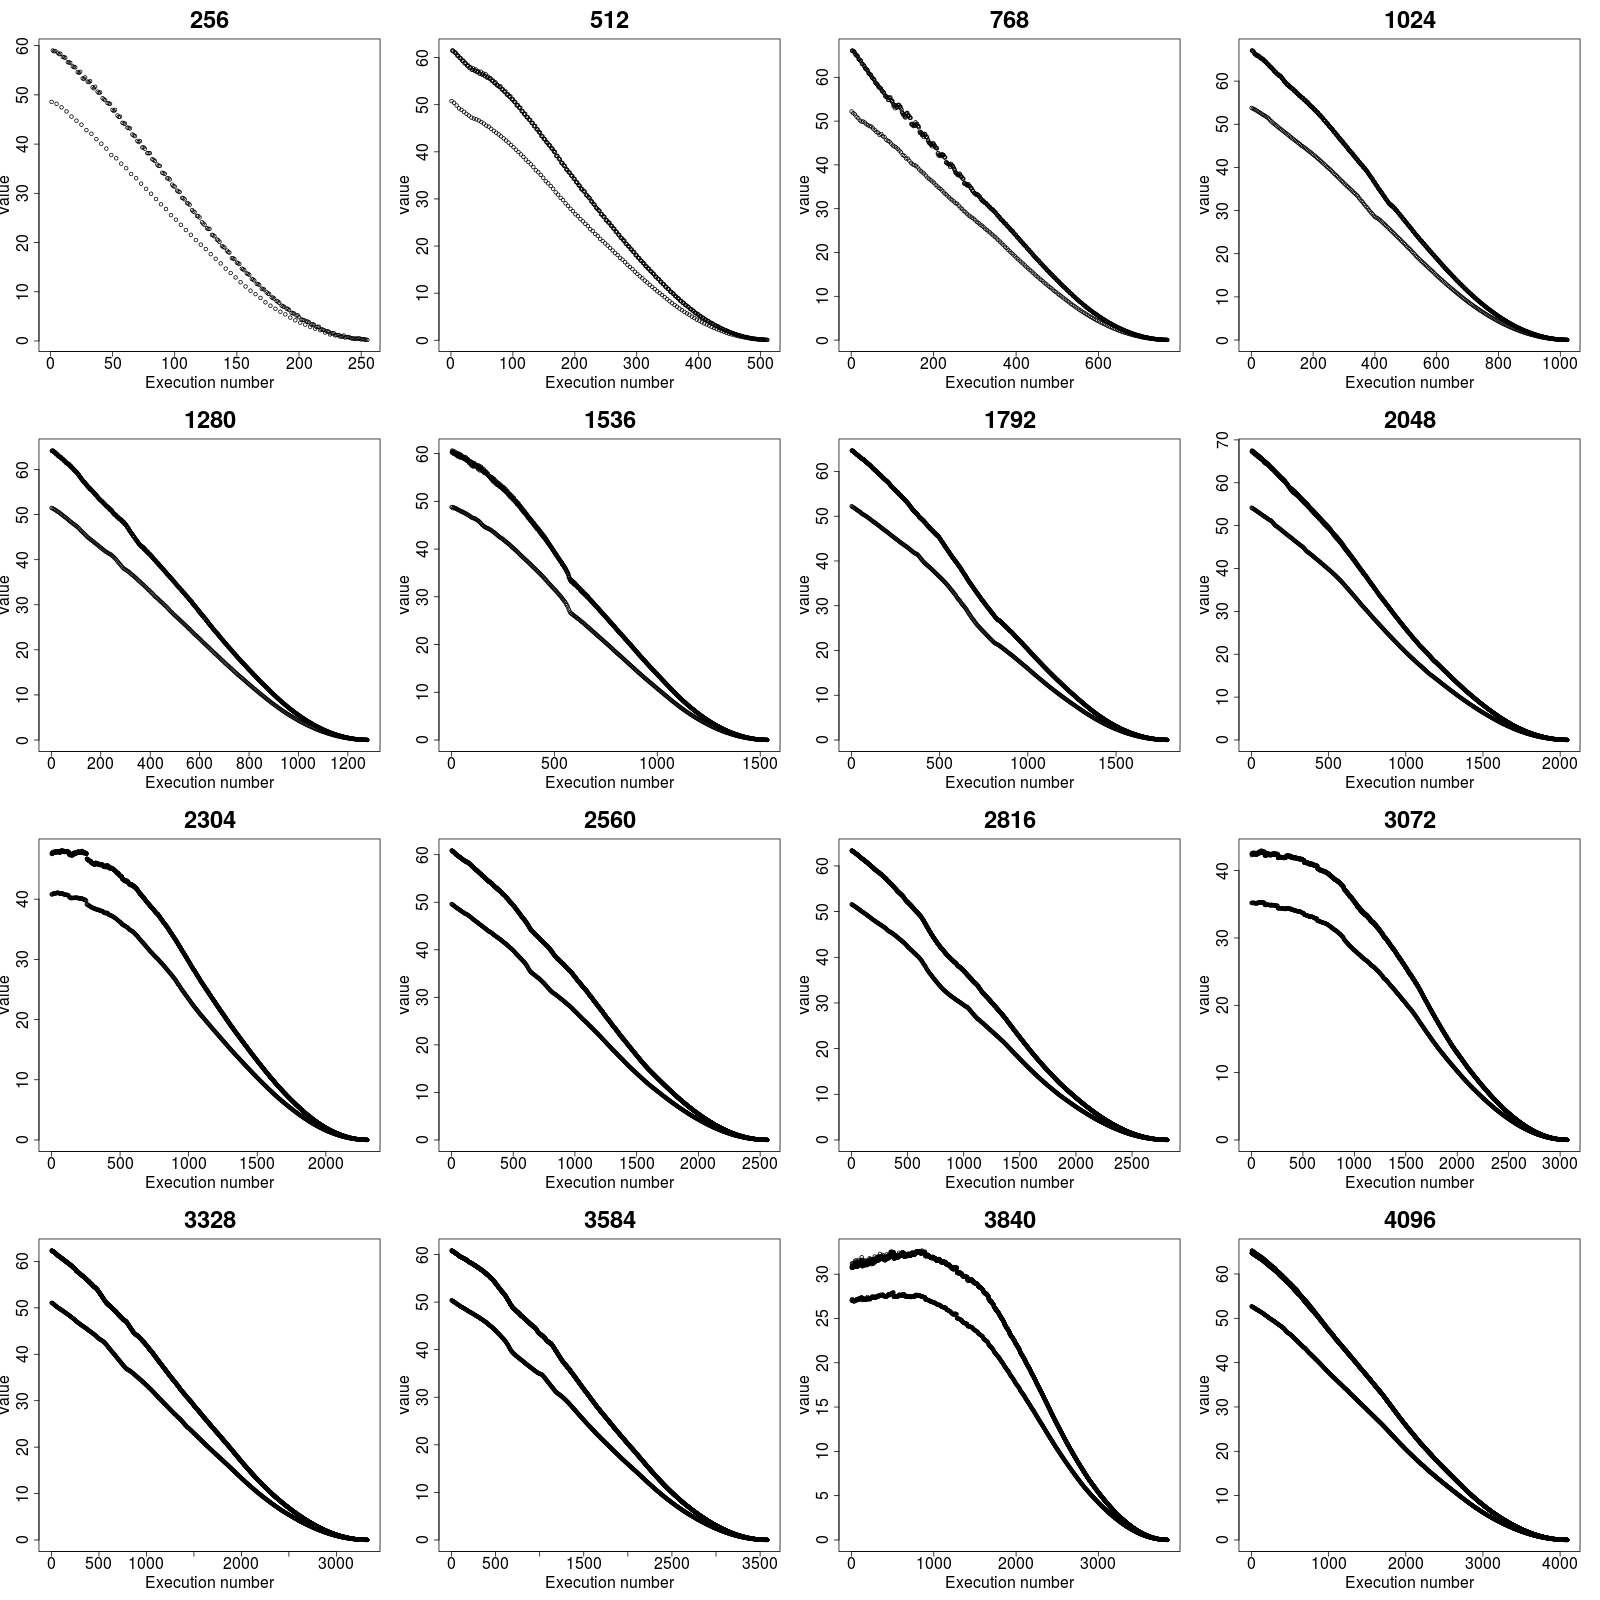 256
value
0 10 20 30 40 50 60
0 50 100 150 200 250
Execution number
512
value
0 10 20 30 40 50 60
0 100 200 300 400 500
Execution number
768
value
0 10 20 30 40 50 60
0 200 400 600
Execution number
1024
value
0 10 20 30 40 50 60
0 200 400 600 800 1000
Execution number
1280
value
0 10 20 30 40 50 60
0 200 400 600 800 1000 1200
Execution number
1536
value
0 10 20 30 40 50 60
0 500 1000 1500
Execution number
1792
value
0 10 20 30 40 50 60
0 500 1000 1500
Execution number
2048
value
0 10 20 30 40 50 60 70
0 500 1000 1500 2000
Execution number
2304
value
0 10 20 30 40
0 500 1000 1500 2000
Execution number
2560
value
0 10 20 30 40 50 60
0 500 1000 1500 2000 2500
Execution number
2816
value
0 10 20 30 40 50 60
0 500 1000 1500 2000 2500
Execution number
3072
value
0 10 20 30 40
0 500 1000 1500 2000 2500 3000
Execution number
3328
value
0 10 20 30 40 50 60
0 500 1000 2000 3000
Execution number
3584
value
0 10 20 30 40 50 60
0 500 1500 2500 3500
Execution number
3840
value
0 5 10 15 20 25 30
0 1000 2000 3000
Execution number
4096
value
0 10 20 30 40 50 60
0 1000 2000 3000 4000
Execution number